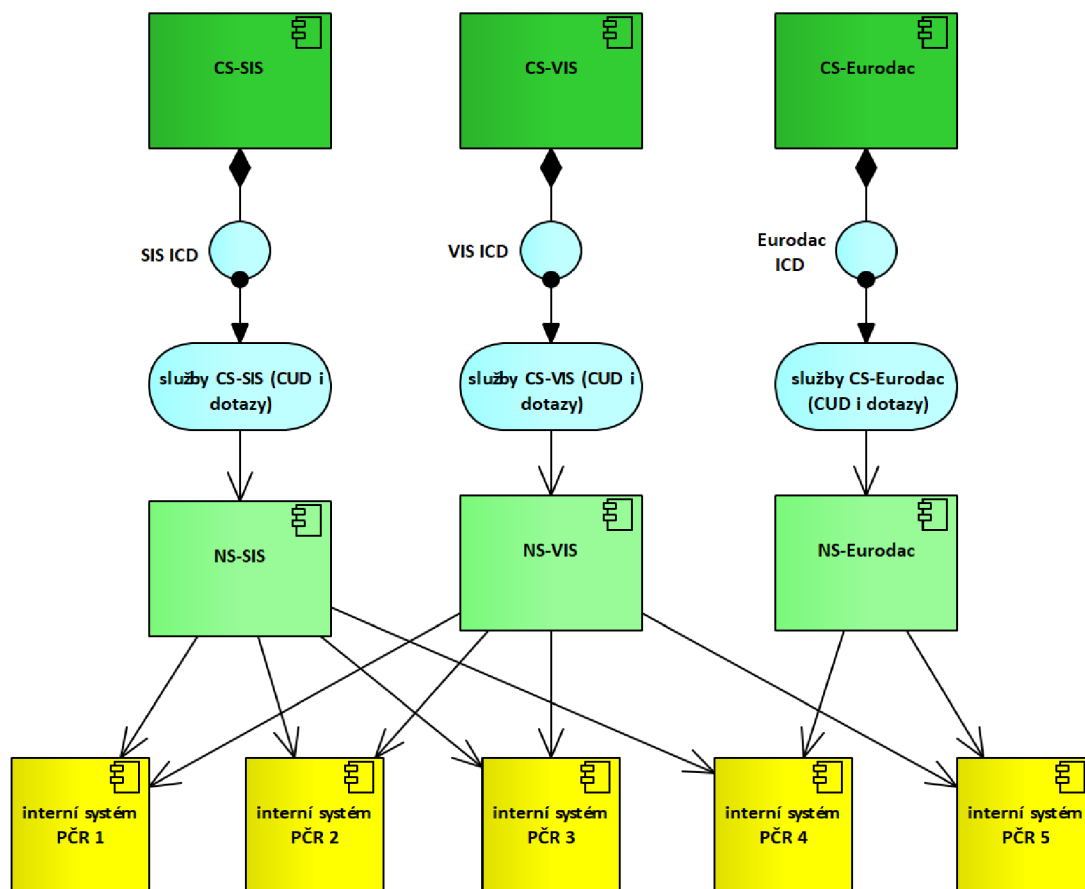 CS-SIS
CS-VIS
CS-Eurodac
SIS ICD
VIS ICD
Eurodac
ICD
služby CS-SIS (CUD i
dotazy)
služby CS-VIS (CUD i
dotazy)
služby CS-Eurodac
(CUD i dotazy)
NS-SIS
NS-VIS
NS-Eurodac
interní systém
PČR 1
interní systém
PČR 2
interní systém
PČR 3
interní systém
PČR 4
interní systém
PČR 5